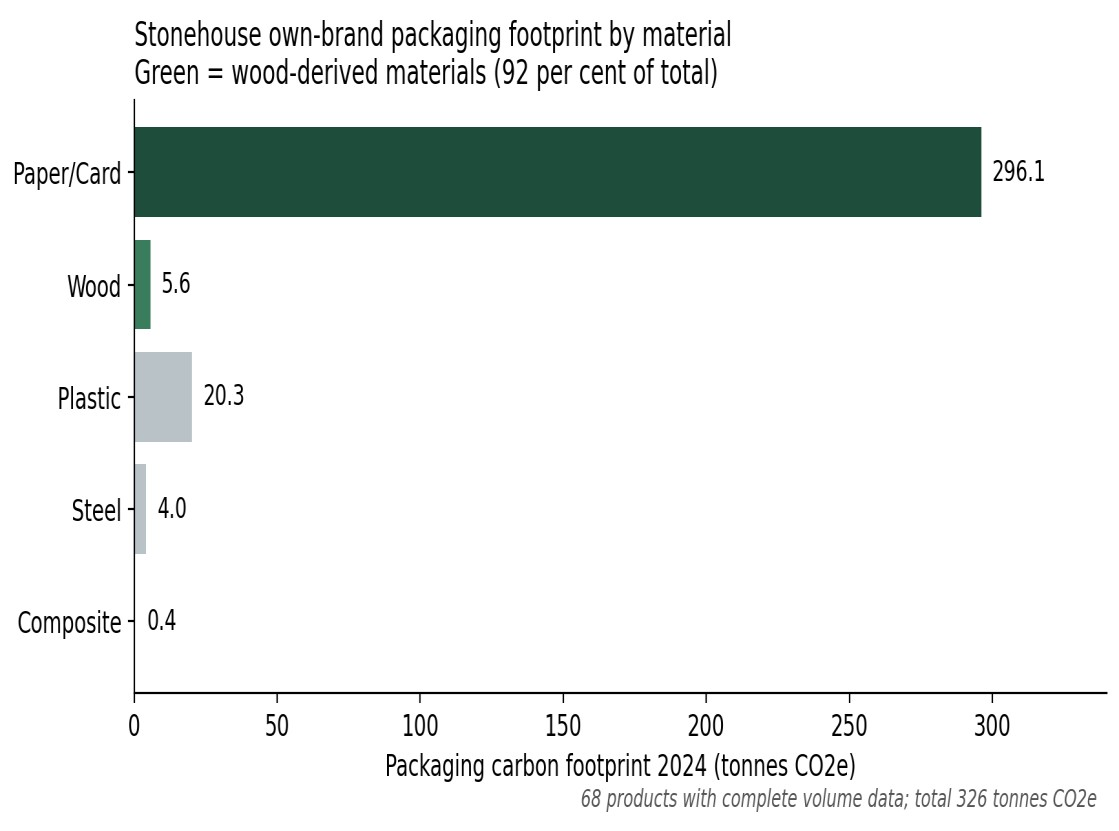 Stonehouse own-brand packaging footprint by material
Green = wood-derived materials (92 per cent of total)
Paper/Card
296.1
Wood
5.6
Plastic
20.3
Steel
4.0
Composite
0.4
0 50 100 150 200 250 300
Packaging carbon footprint 2024 (tonnes CO2e)
68 products with complete volume data; total 326 tonnes CO2e